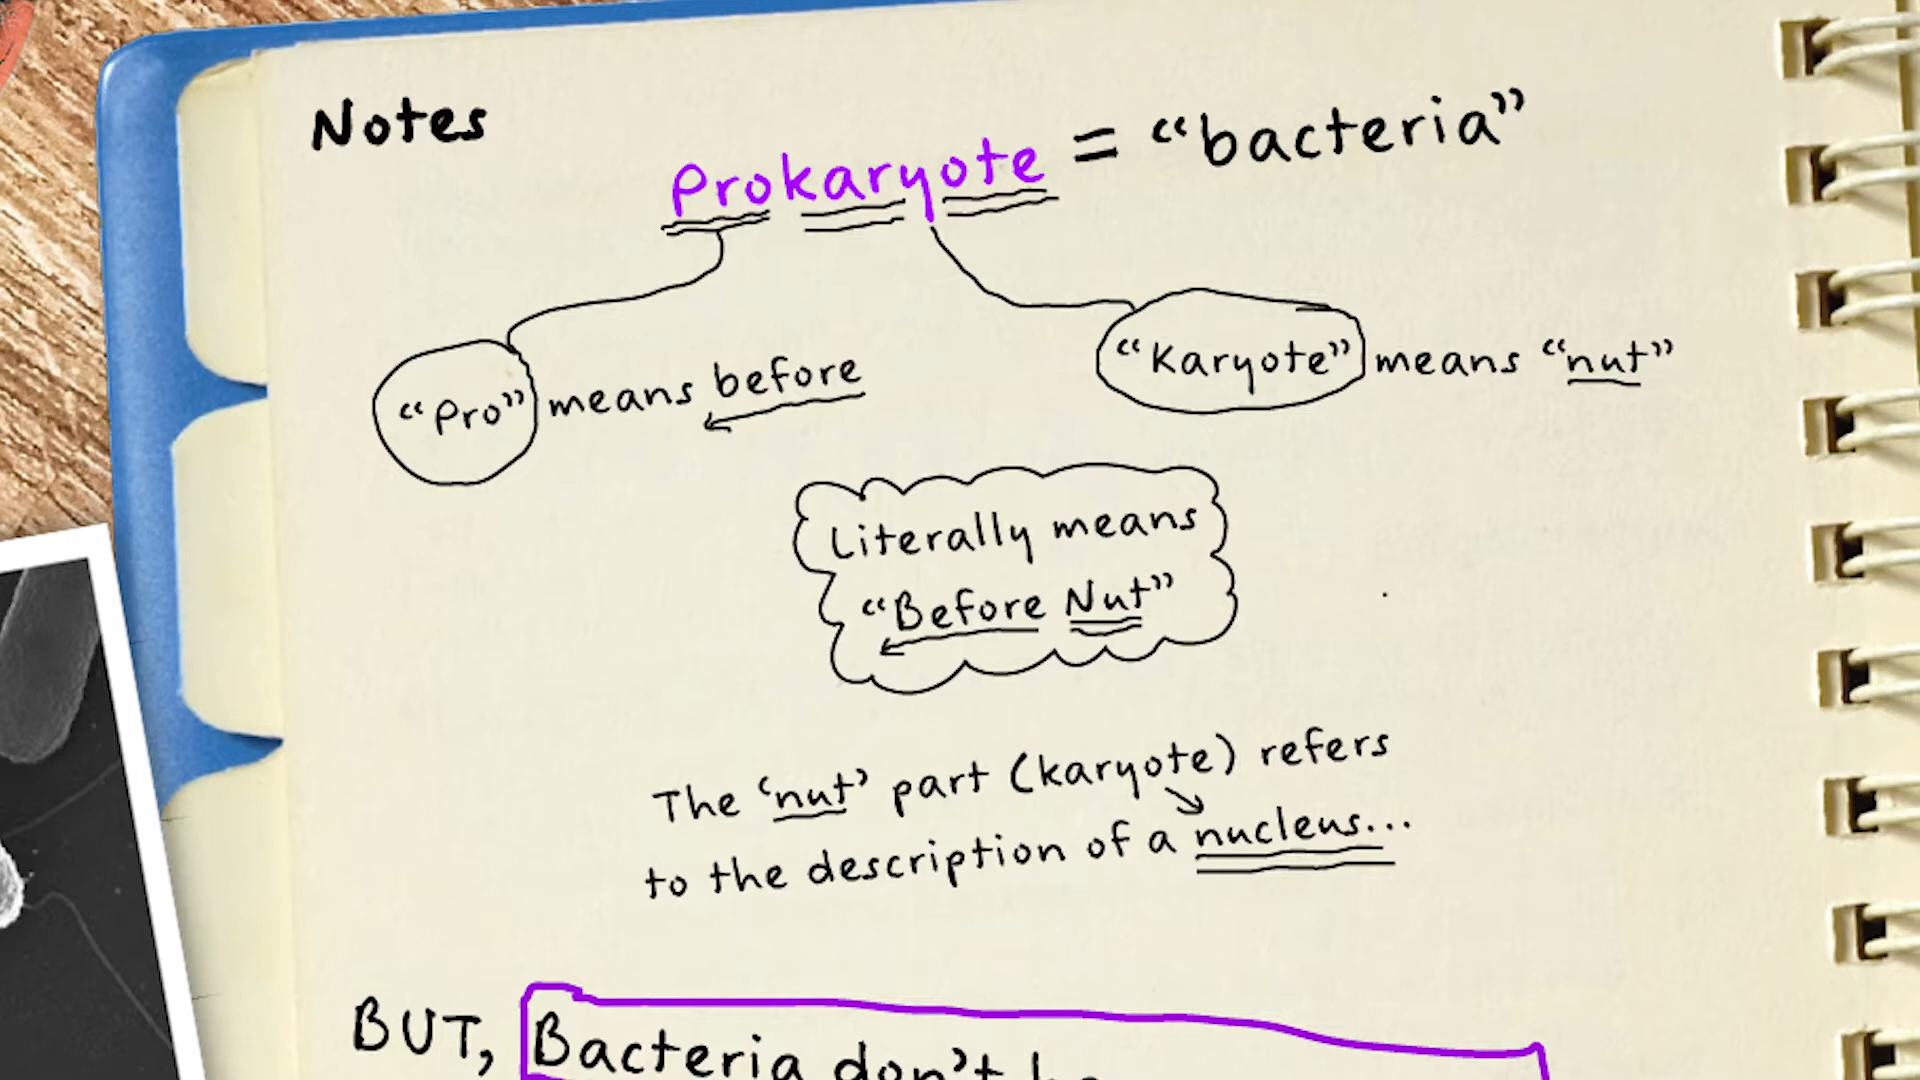 Notes
Prokaryote = “bacteria”
“Pro” means before
“Karyote” means “nut”
Literally means
“Before Nut”
The ‘nut’ part (karyote) refers
to the description of a nucleus...
BUT, Bacteria don’t